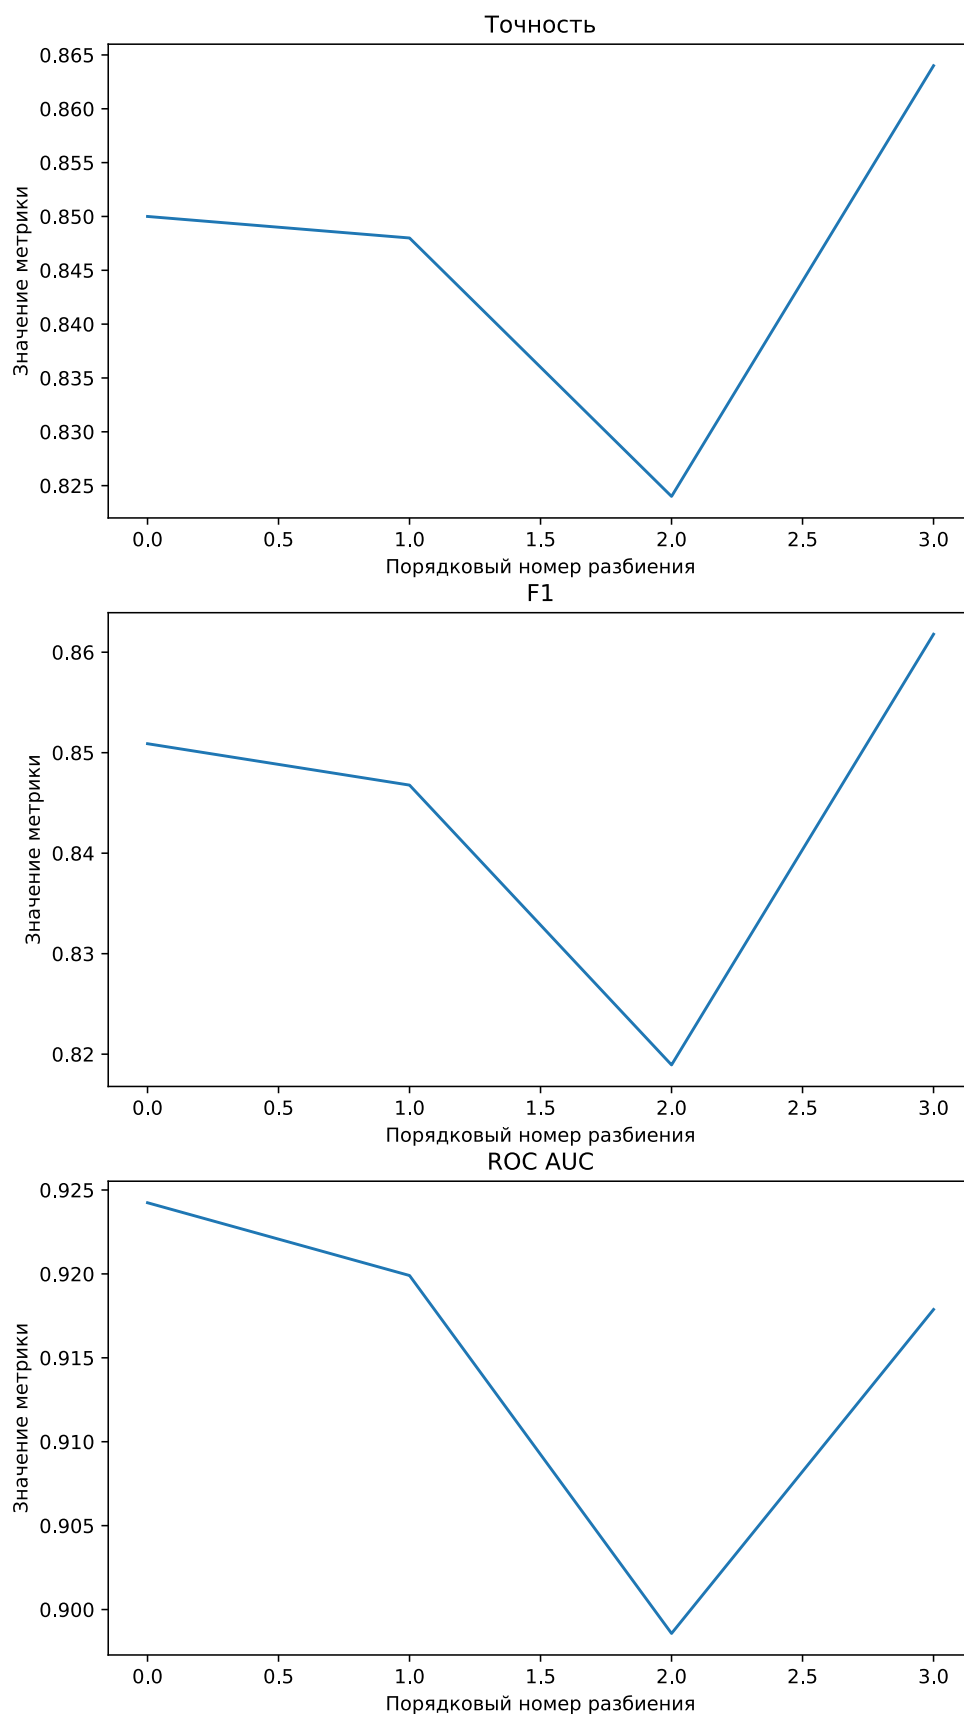 Точность
Значение метрики
0.865
0.860
0.855
0.850
0.845
0.840
0.835
0.830
0.825
0.0 0.5 1.0 1.5 2.0 2.5 3.0
Порядковый номер разбиения
F1
Значение метрики
0.86
0.85
0.84
0.83
0.82
0.0 0.5 1.0 1.5 2.0 2.5 3.0
Порядковый номер разбиения
ROC AUC
Значение метрики
0.925
0.920
0.915
0.910
0.905
0.900
0.0 0.5 1.0 1.5 2.0 2.5 3.0
Порядковый номер разбиения